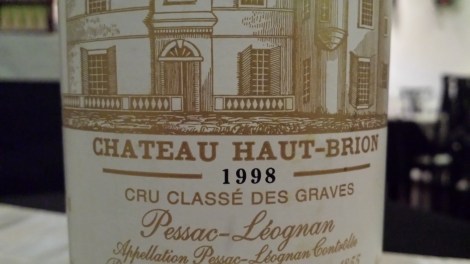 CHATEAU HAUT-BRION
1998
CRU CLASSÉ DES GRAVES
Pessac-Léognan
Appellation Pessac-Léognan Contrôlée